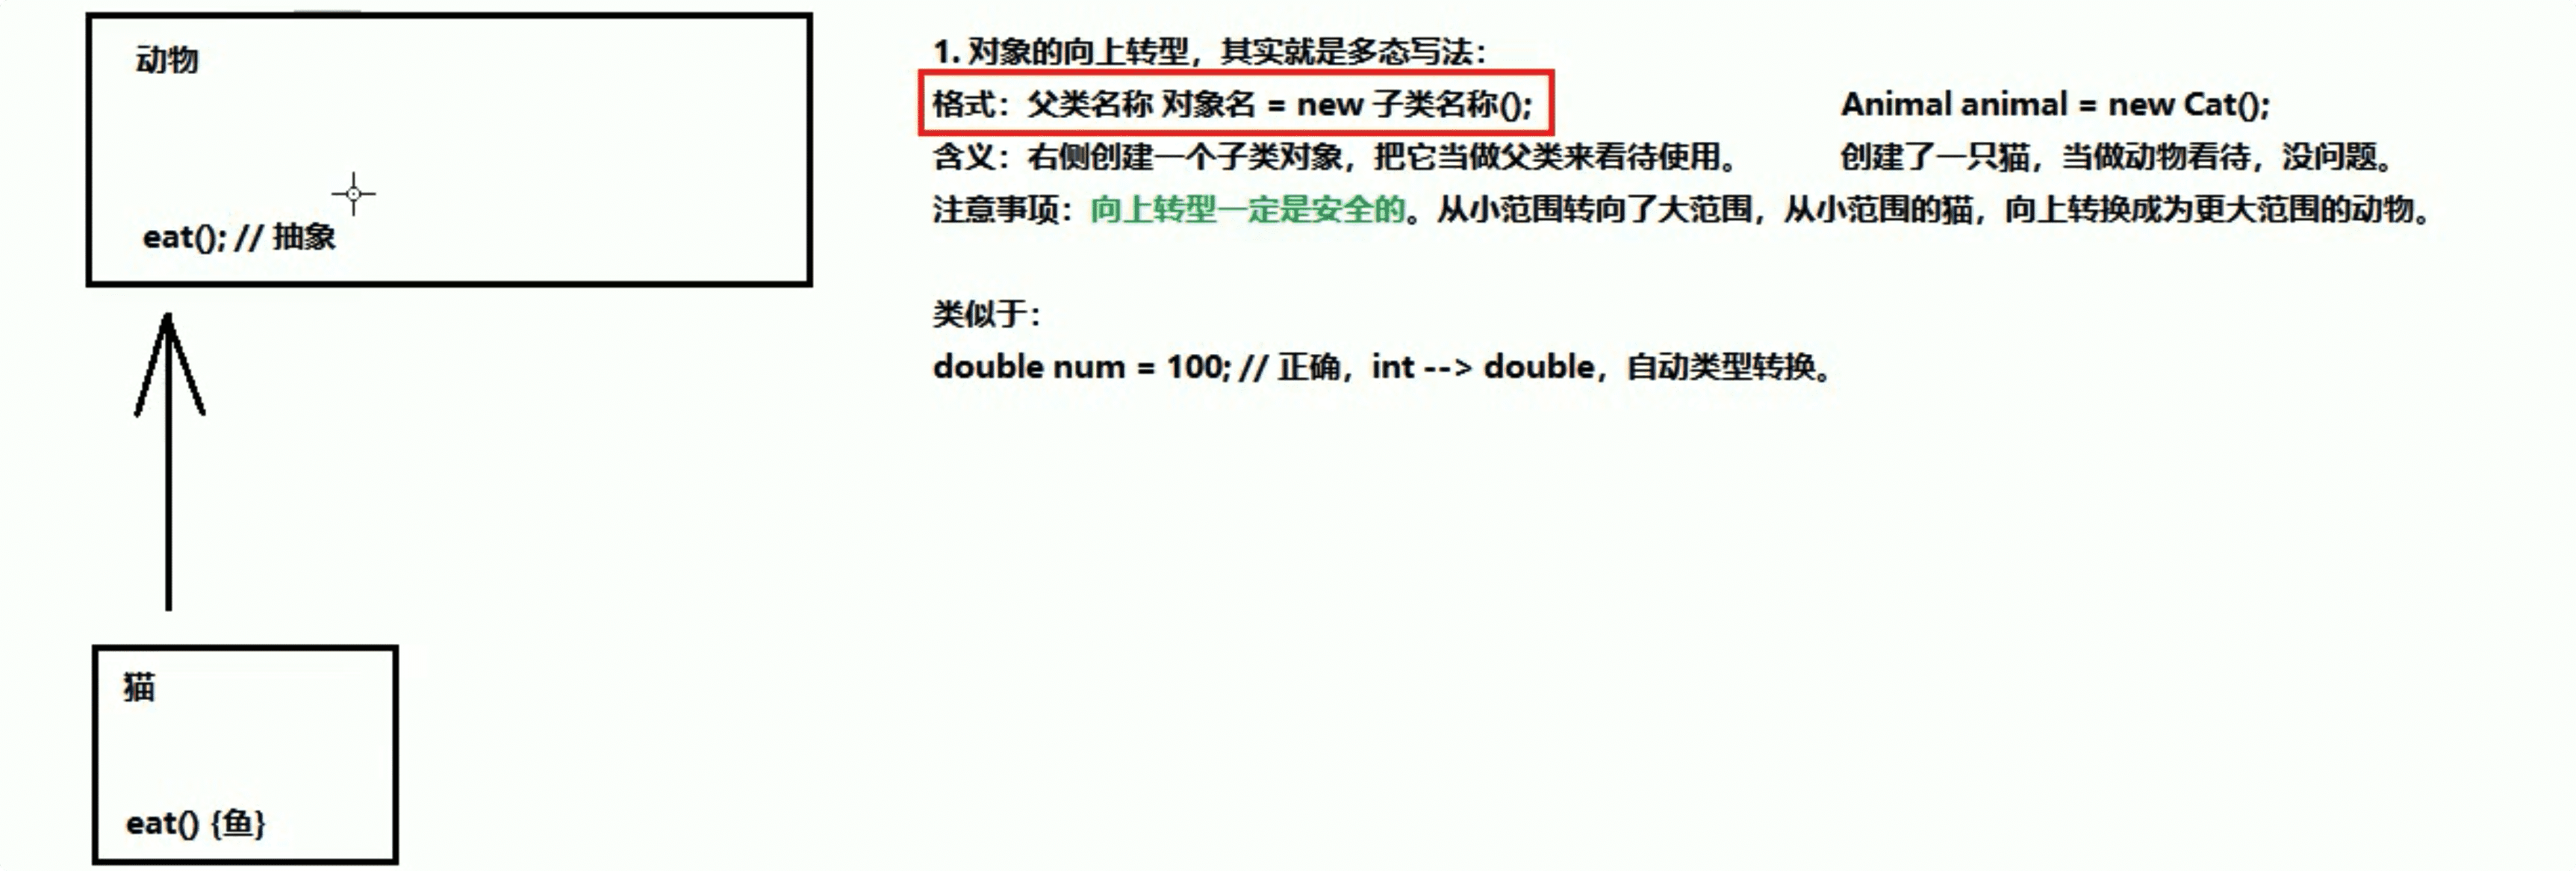 动物
eat(); // 抽象
猫
eat() {鱼}
1. 对象的向上转型，其实就是多态写法：
格式：父类名称 对象名 = new 子类名称();
Animal animal = new Cat();
含义：右侧创建一个子类对象，把它当做父类来看待使用。
创建了一只猫，当做动物看待，没问题。
注意事项：向上转型一定是安全的。从小范围转向了大范围，从小范围的猫，向上转换成为更大范围的动物。
类似于：
double num = 100; // 正确，int --> double，自动类型转换。